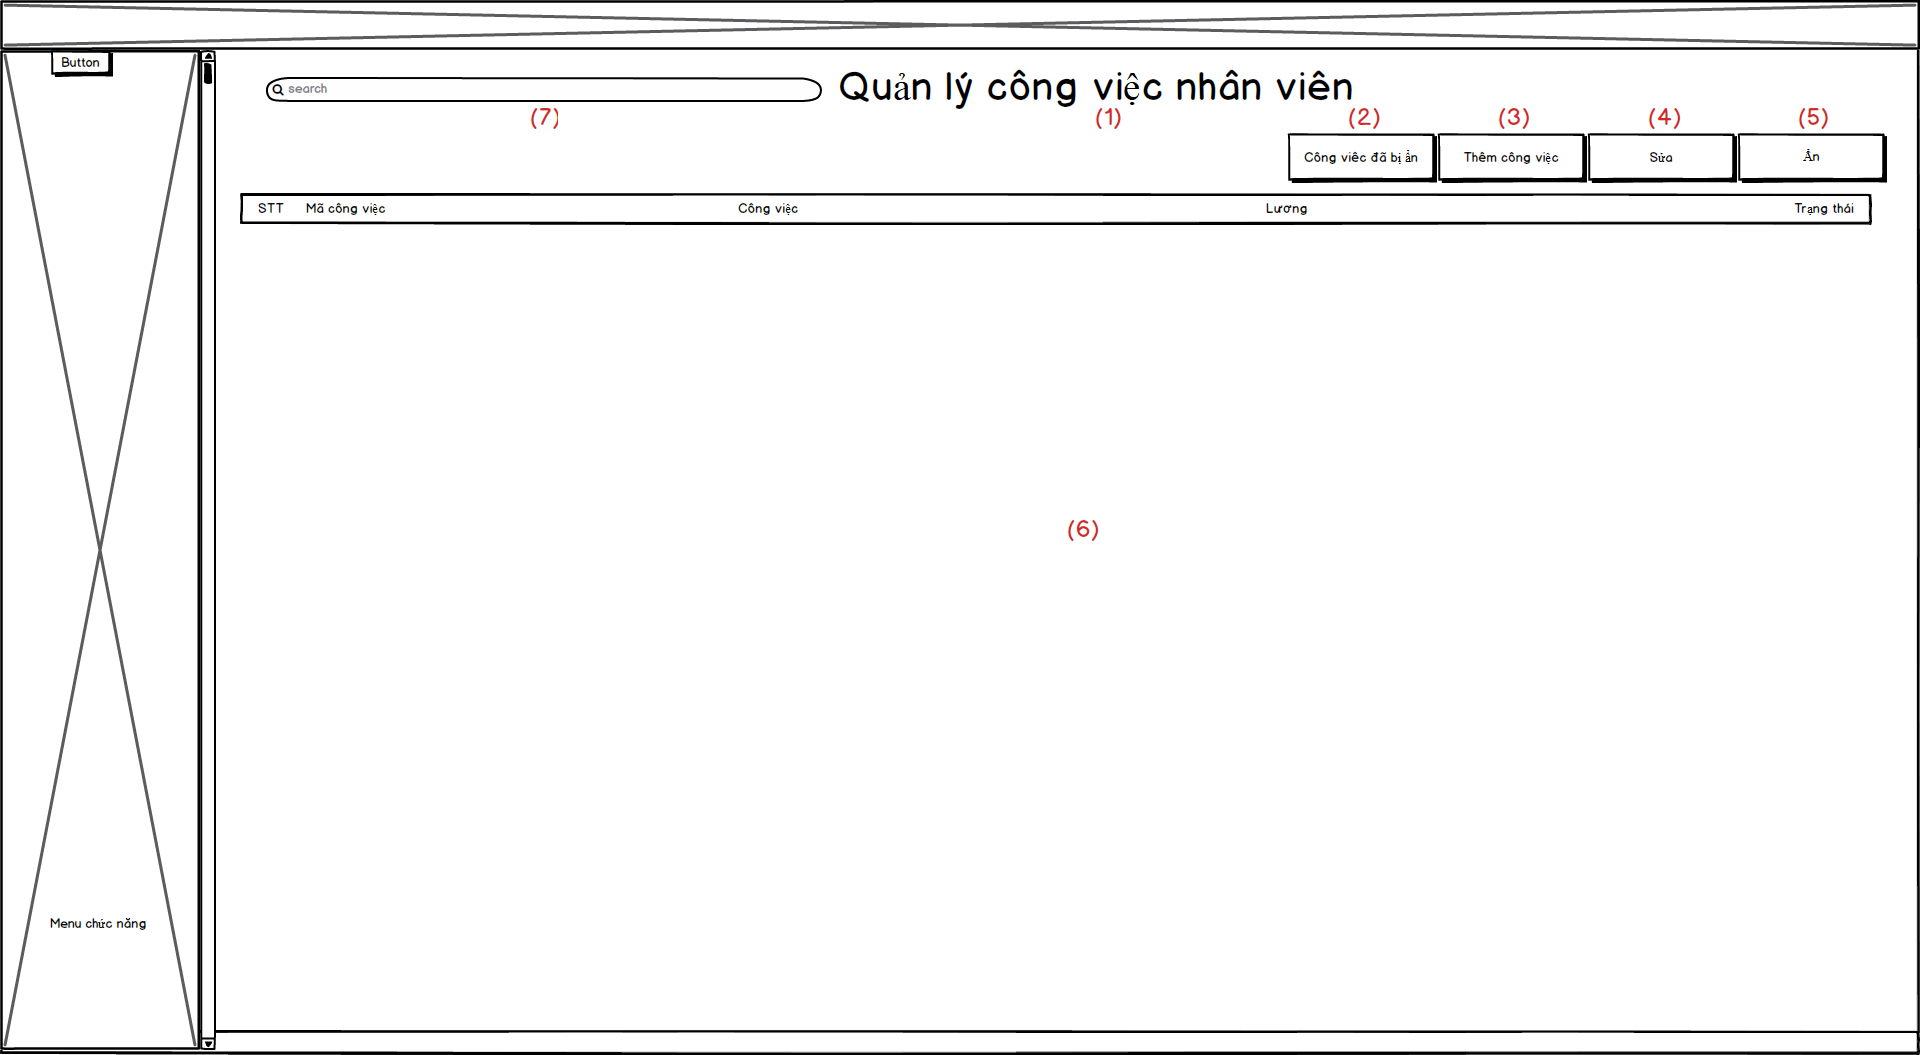 Button
search
Quản lý công việc nhân viên
(7)
(1)
(2)
(3)
(4)
(5)
Công viêc đã bị ẩn
Thêm công việc
Sửa
Ẩn
STT Mã công việc Công việc Lương Trạng thái
(6)
Menu chức năng